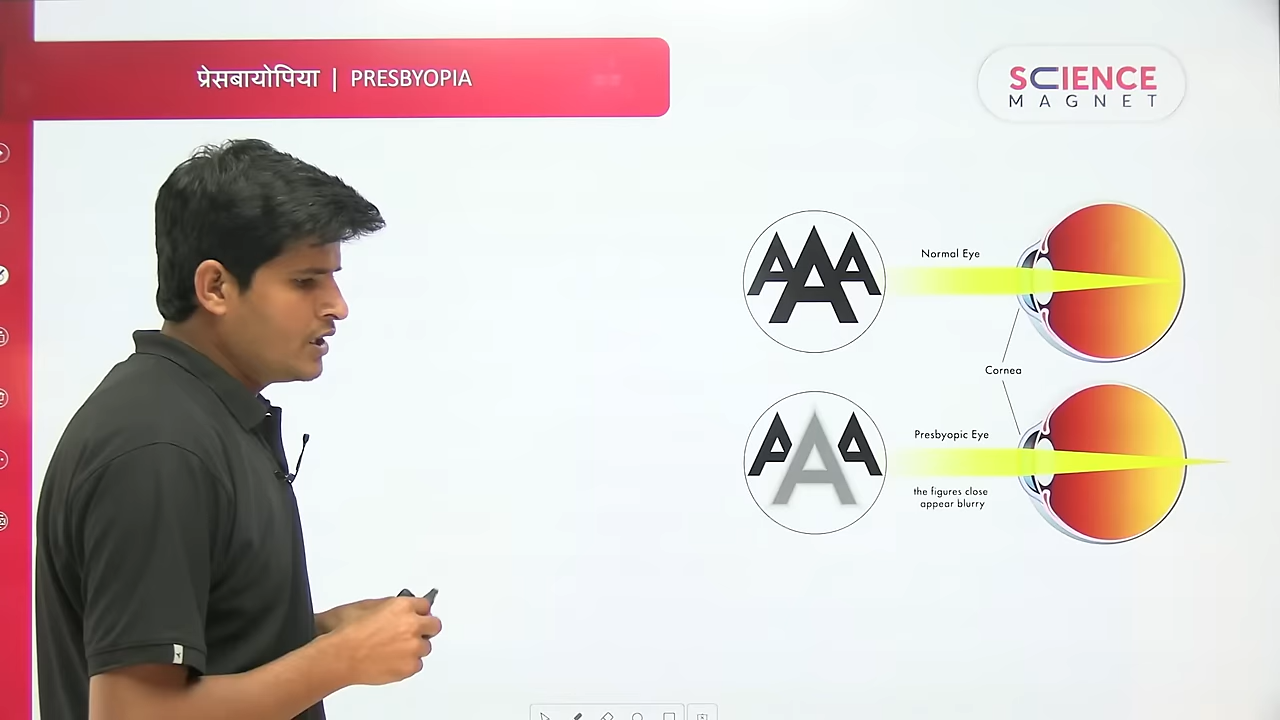 प्रेसबायोपिया | PRESBYOPIA
SCIENCE
MAGNET
AAA
Normal Eye
Cornea
AAA
Presbyopic Eye
the figures close
appear blurry